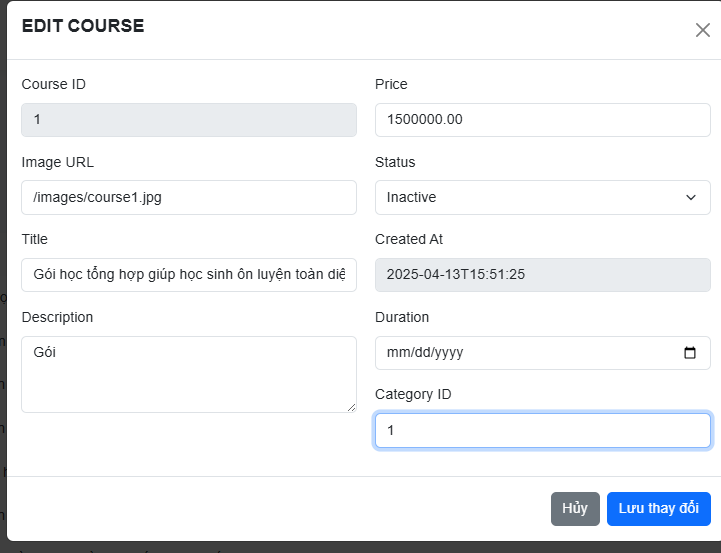 EDIT COURSE
Course ID
1
Image URL
/images/course1.jpg
Title
Gói học tổng hợp giúp học sinh ôn luyện toàn diệ
Description
Gói
Price
1500000.00
Status
Inactive
Created At
2025-04-13T15:51:25
Duration
mm/dd/yyyy
Category ID
1
Hủy
Lưu thay đổi